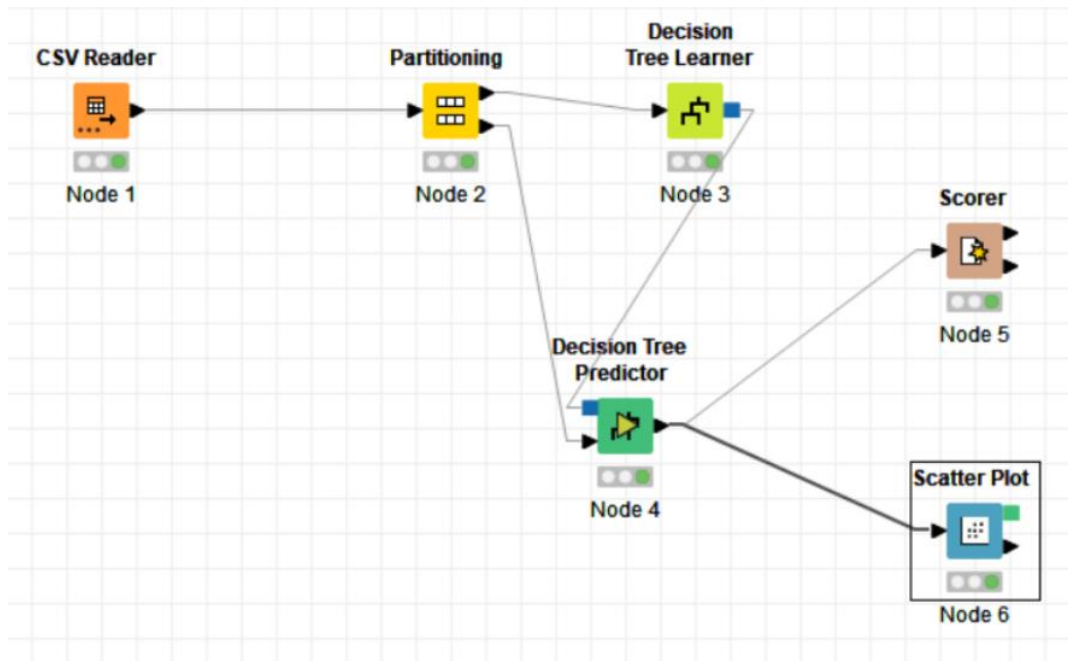 CSV Reader
Node 1
Partitioning
Node 2
Decision
Tree Learner
Node 3
Scorer
Node 5
Decision Tree
Predictor
Node 4
Scatter Plot
Node 6